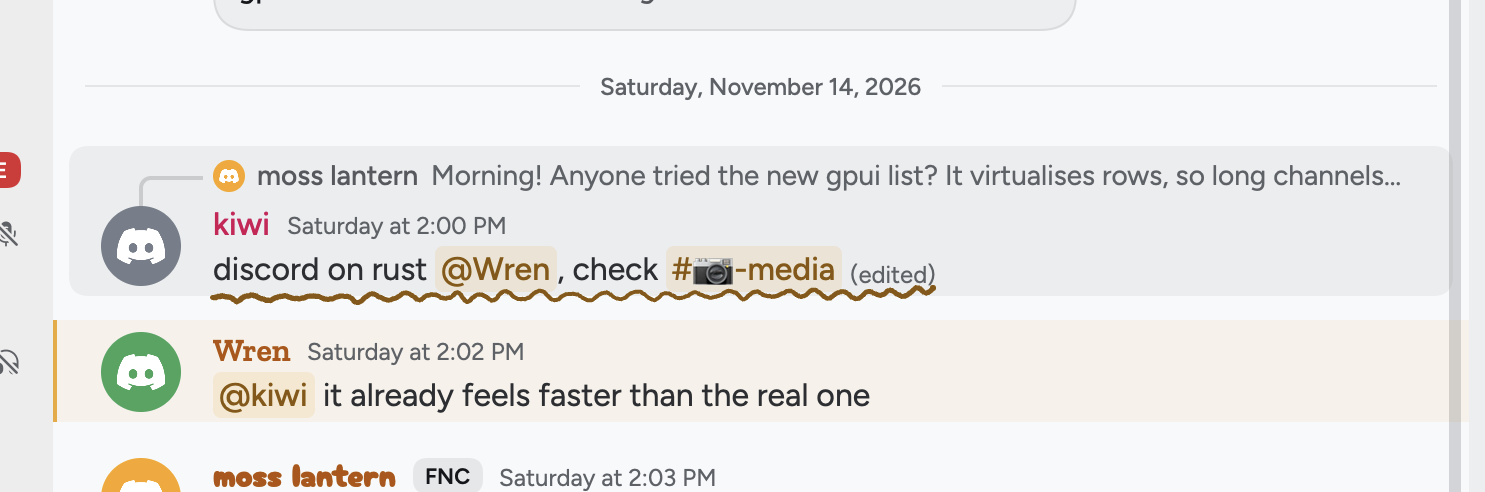 Saturday, November 14, 2026
moss lantern Morning! Anyone tried the new gpui list? It virtualises rows, so long channels...
kiwi Saturday at 2:00 PM
discord on rust @Wren, check #📷-media (edited)
Wren Saturday at 2:02 PM
@kiwi it already feels faster than the real one
moss lantern FNC Saturday at 2:03 PM